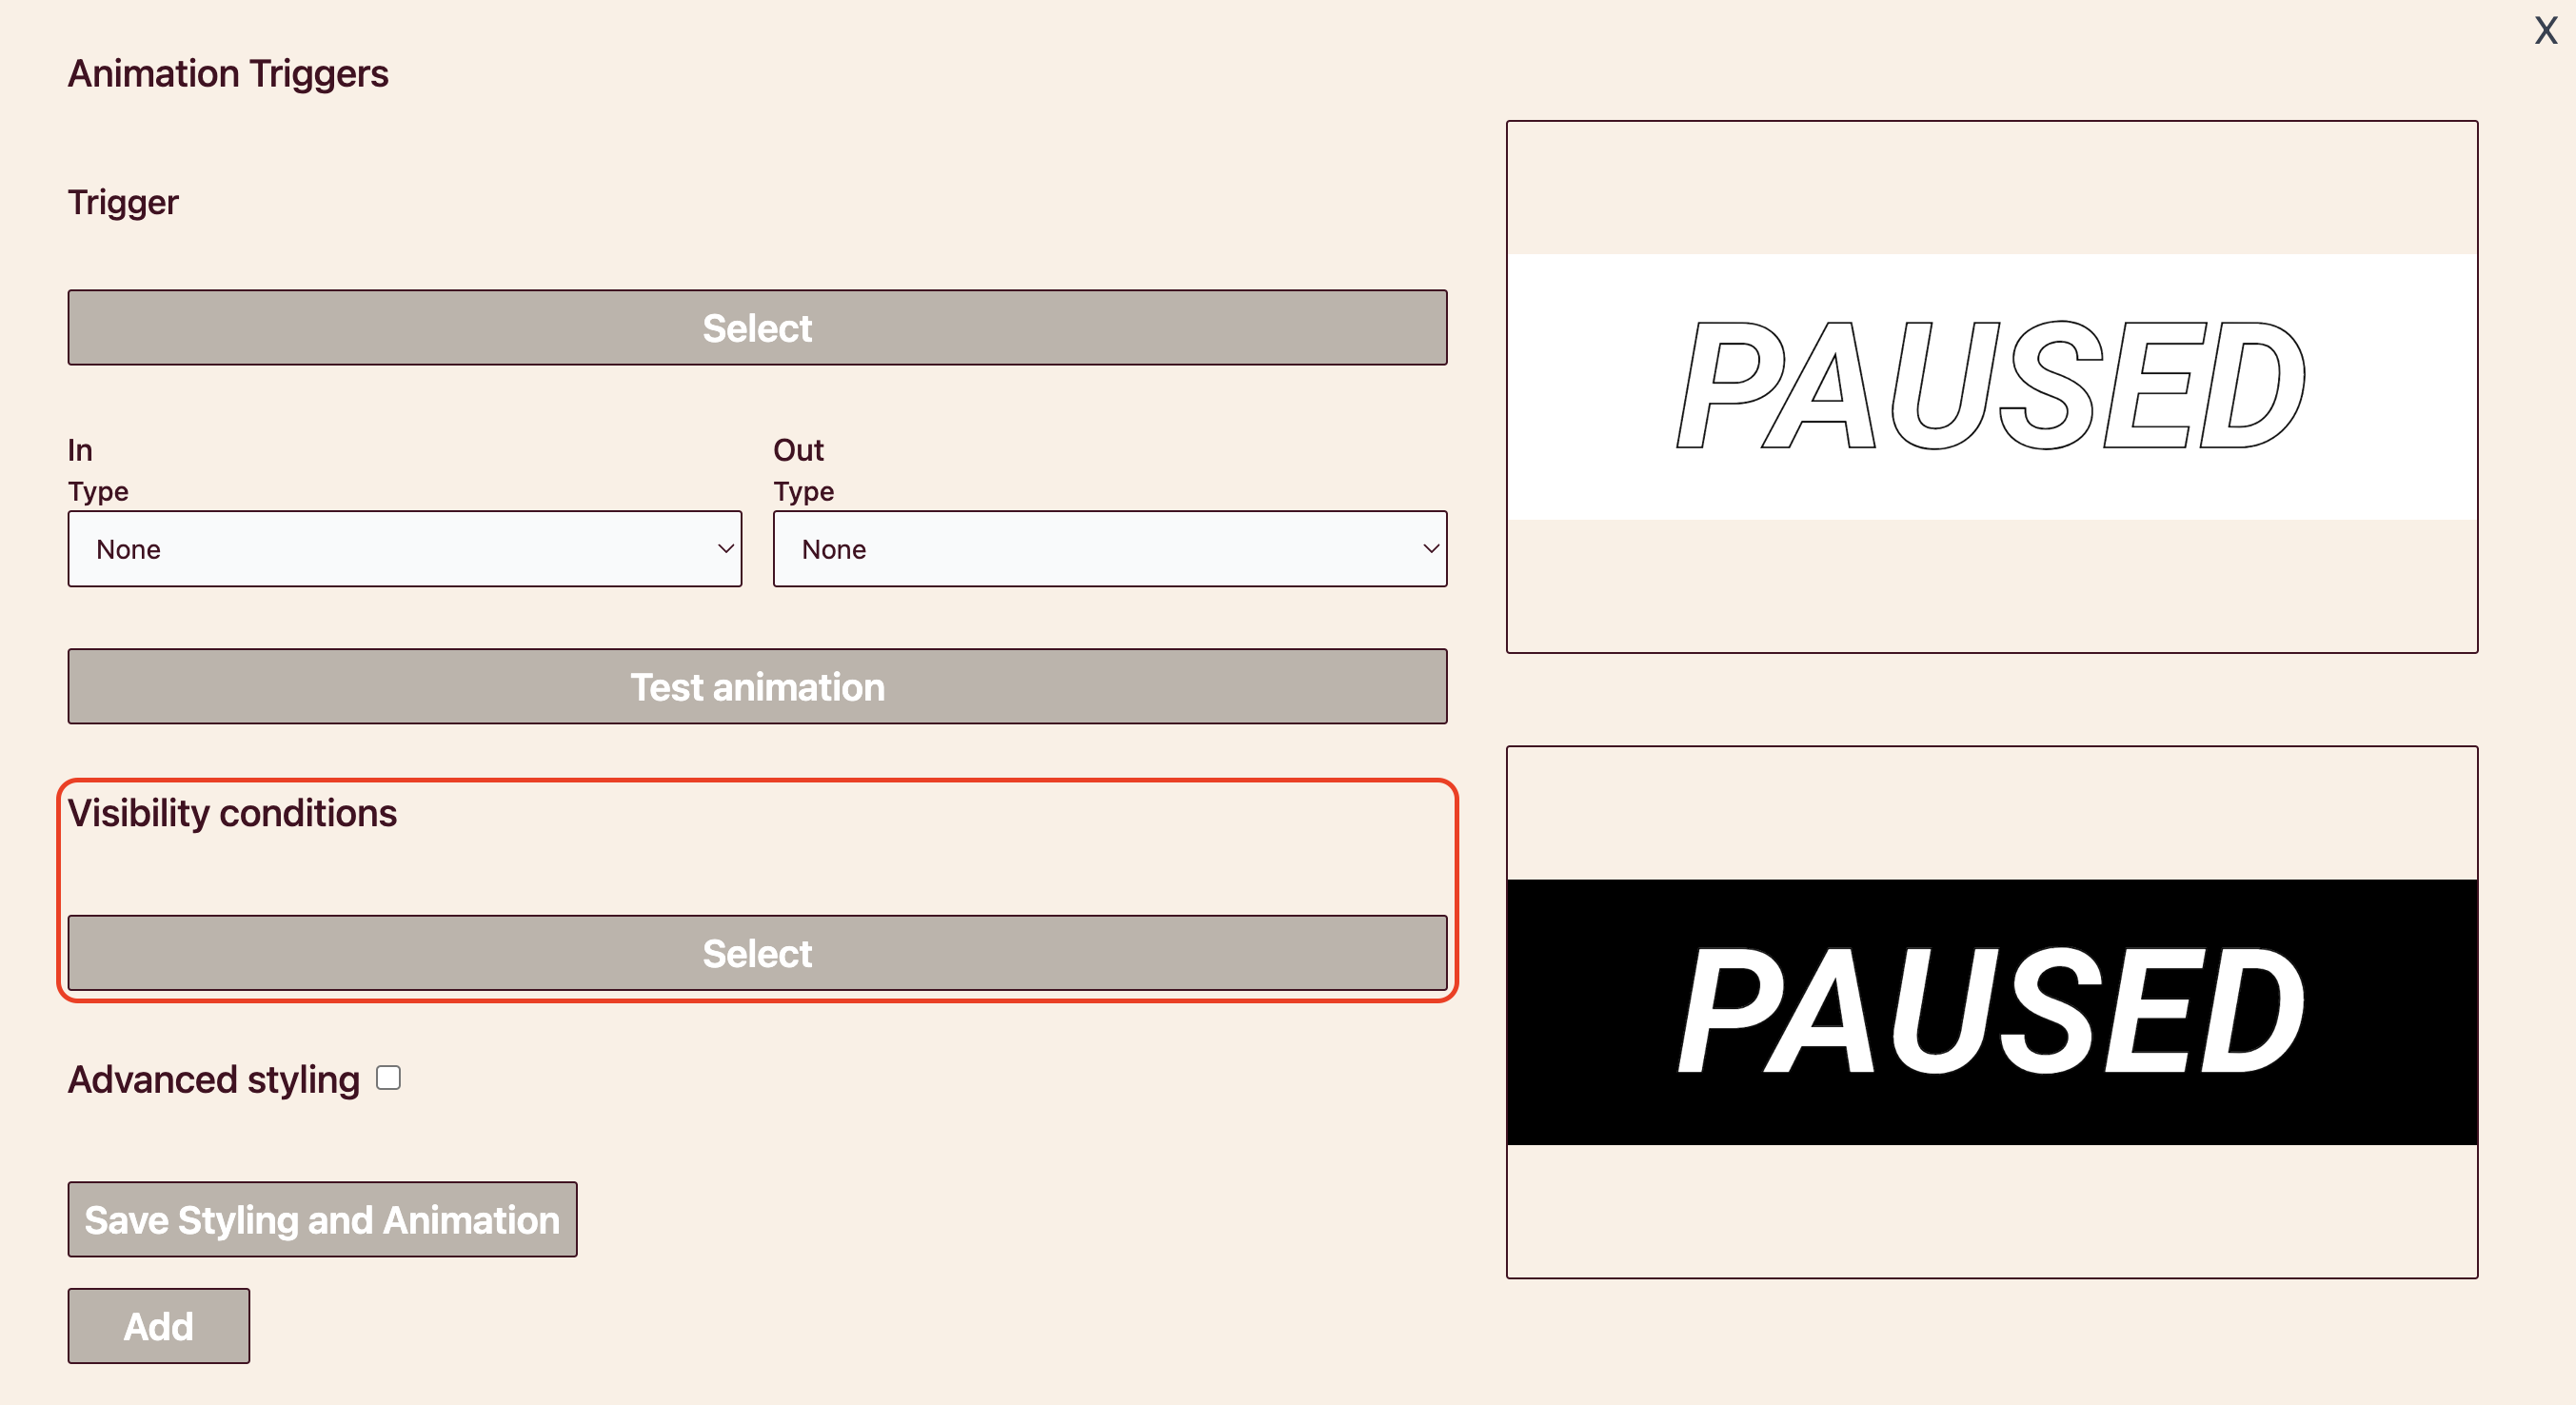 X
Animation Triggers
Trigger
Select
In
Out
Type
Type
None
None
Test animation
Visibility conditions
Select
Advanced styling
Save Styling and Animation
Add
PAUSED
PAUSED